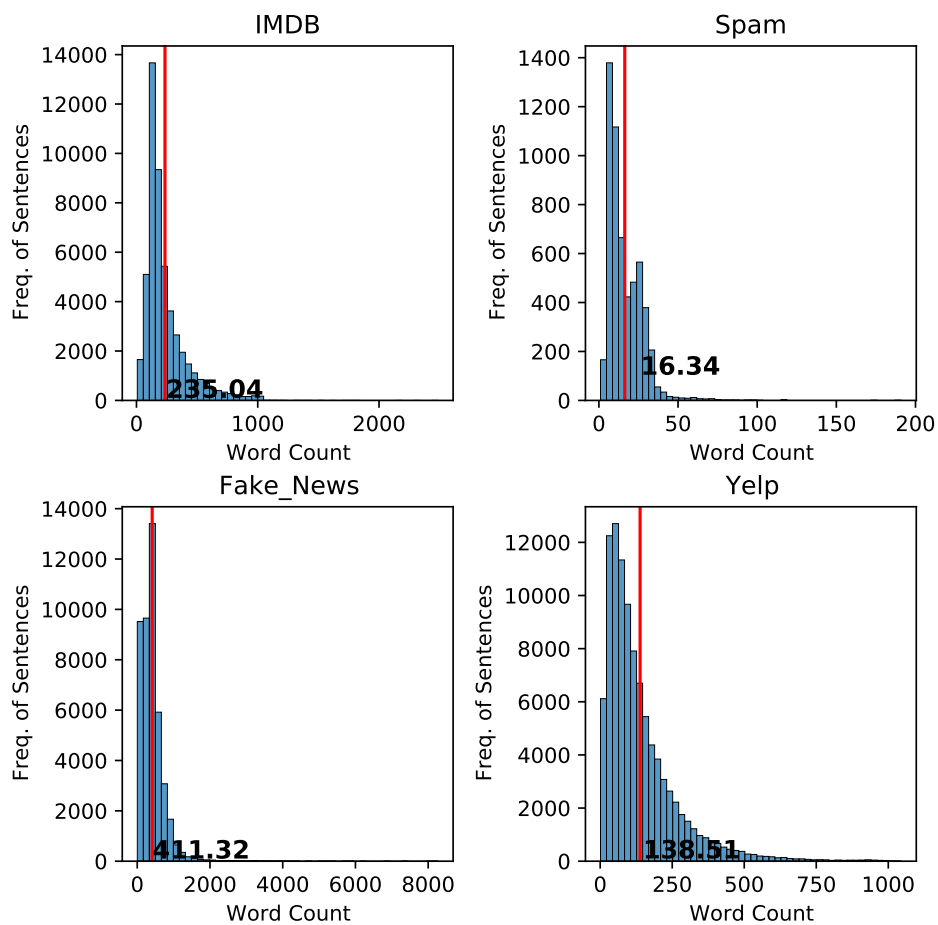 IMDB
14000
12000
10000
8000
6000
4000
2000
0
Freq. of Sentences
235.04
0 1000 2000
Word Count
Spam
1400
1200
1000
800
600
400
200
0
Freq. of Sentences
16.34
0 50 100 150 200
Word Count
Fake_News
14000
12000
10000
8000
6000
4000
2000
0
Freq. of Sentences
411.32
0 2000 4000 6000 8000
Word Count
Yelp
12000
10000
8000
6000
4000
2000
0
Freq. of Sentences
138.51
0 250 500 750 1000
Word Count